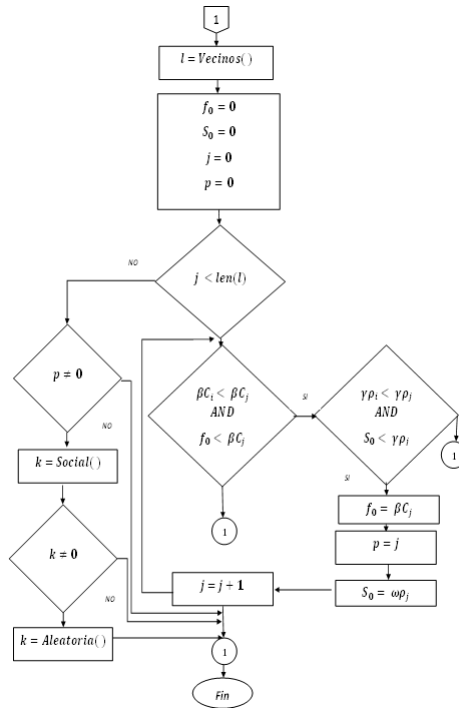 1
l = Vecinos()
f₀ = 0
S₀ = 0
j = 0
p = 0
j < len(l)
NO
p ≠ 0
NO
βCᵢ < βCⱼ
AND
f₀ < βCⱼ
SI
γρᵢ < γρⱼ
AND
S₀ < γρⱼ
1
SI
k = Social()
f₀ = βCⱼ
1
p = j
k ≠ 0
NO
j = j + 1
S₀ = ωρⱼ
k = Aleatoria()
1
Fin